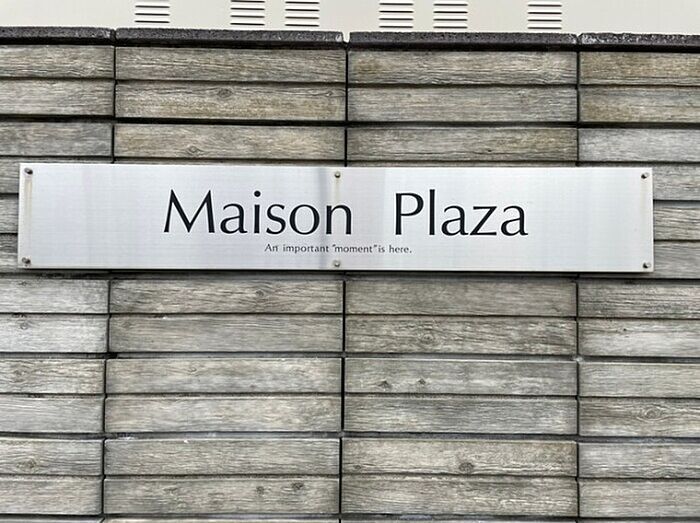 Maison Plaza
An important "moment" is here.